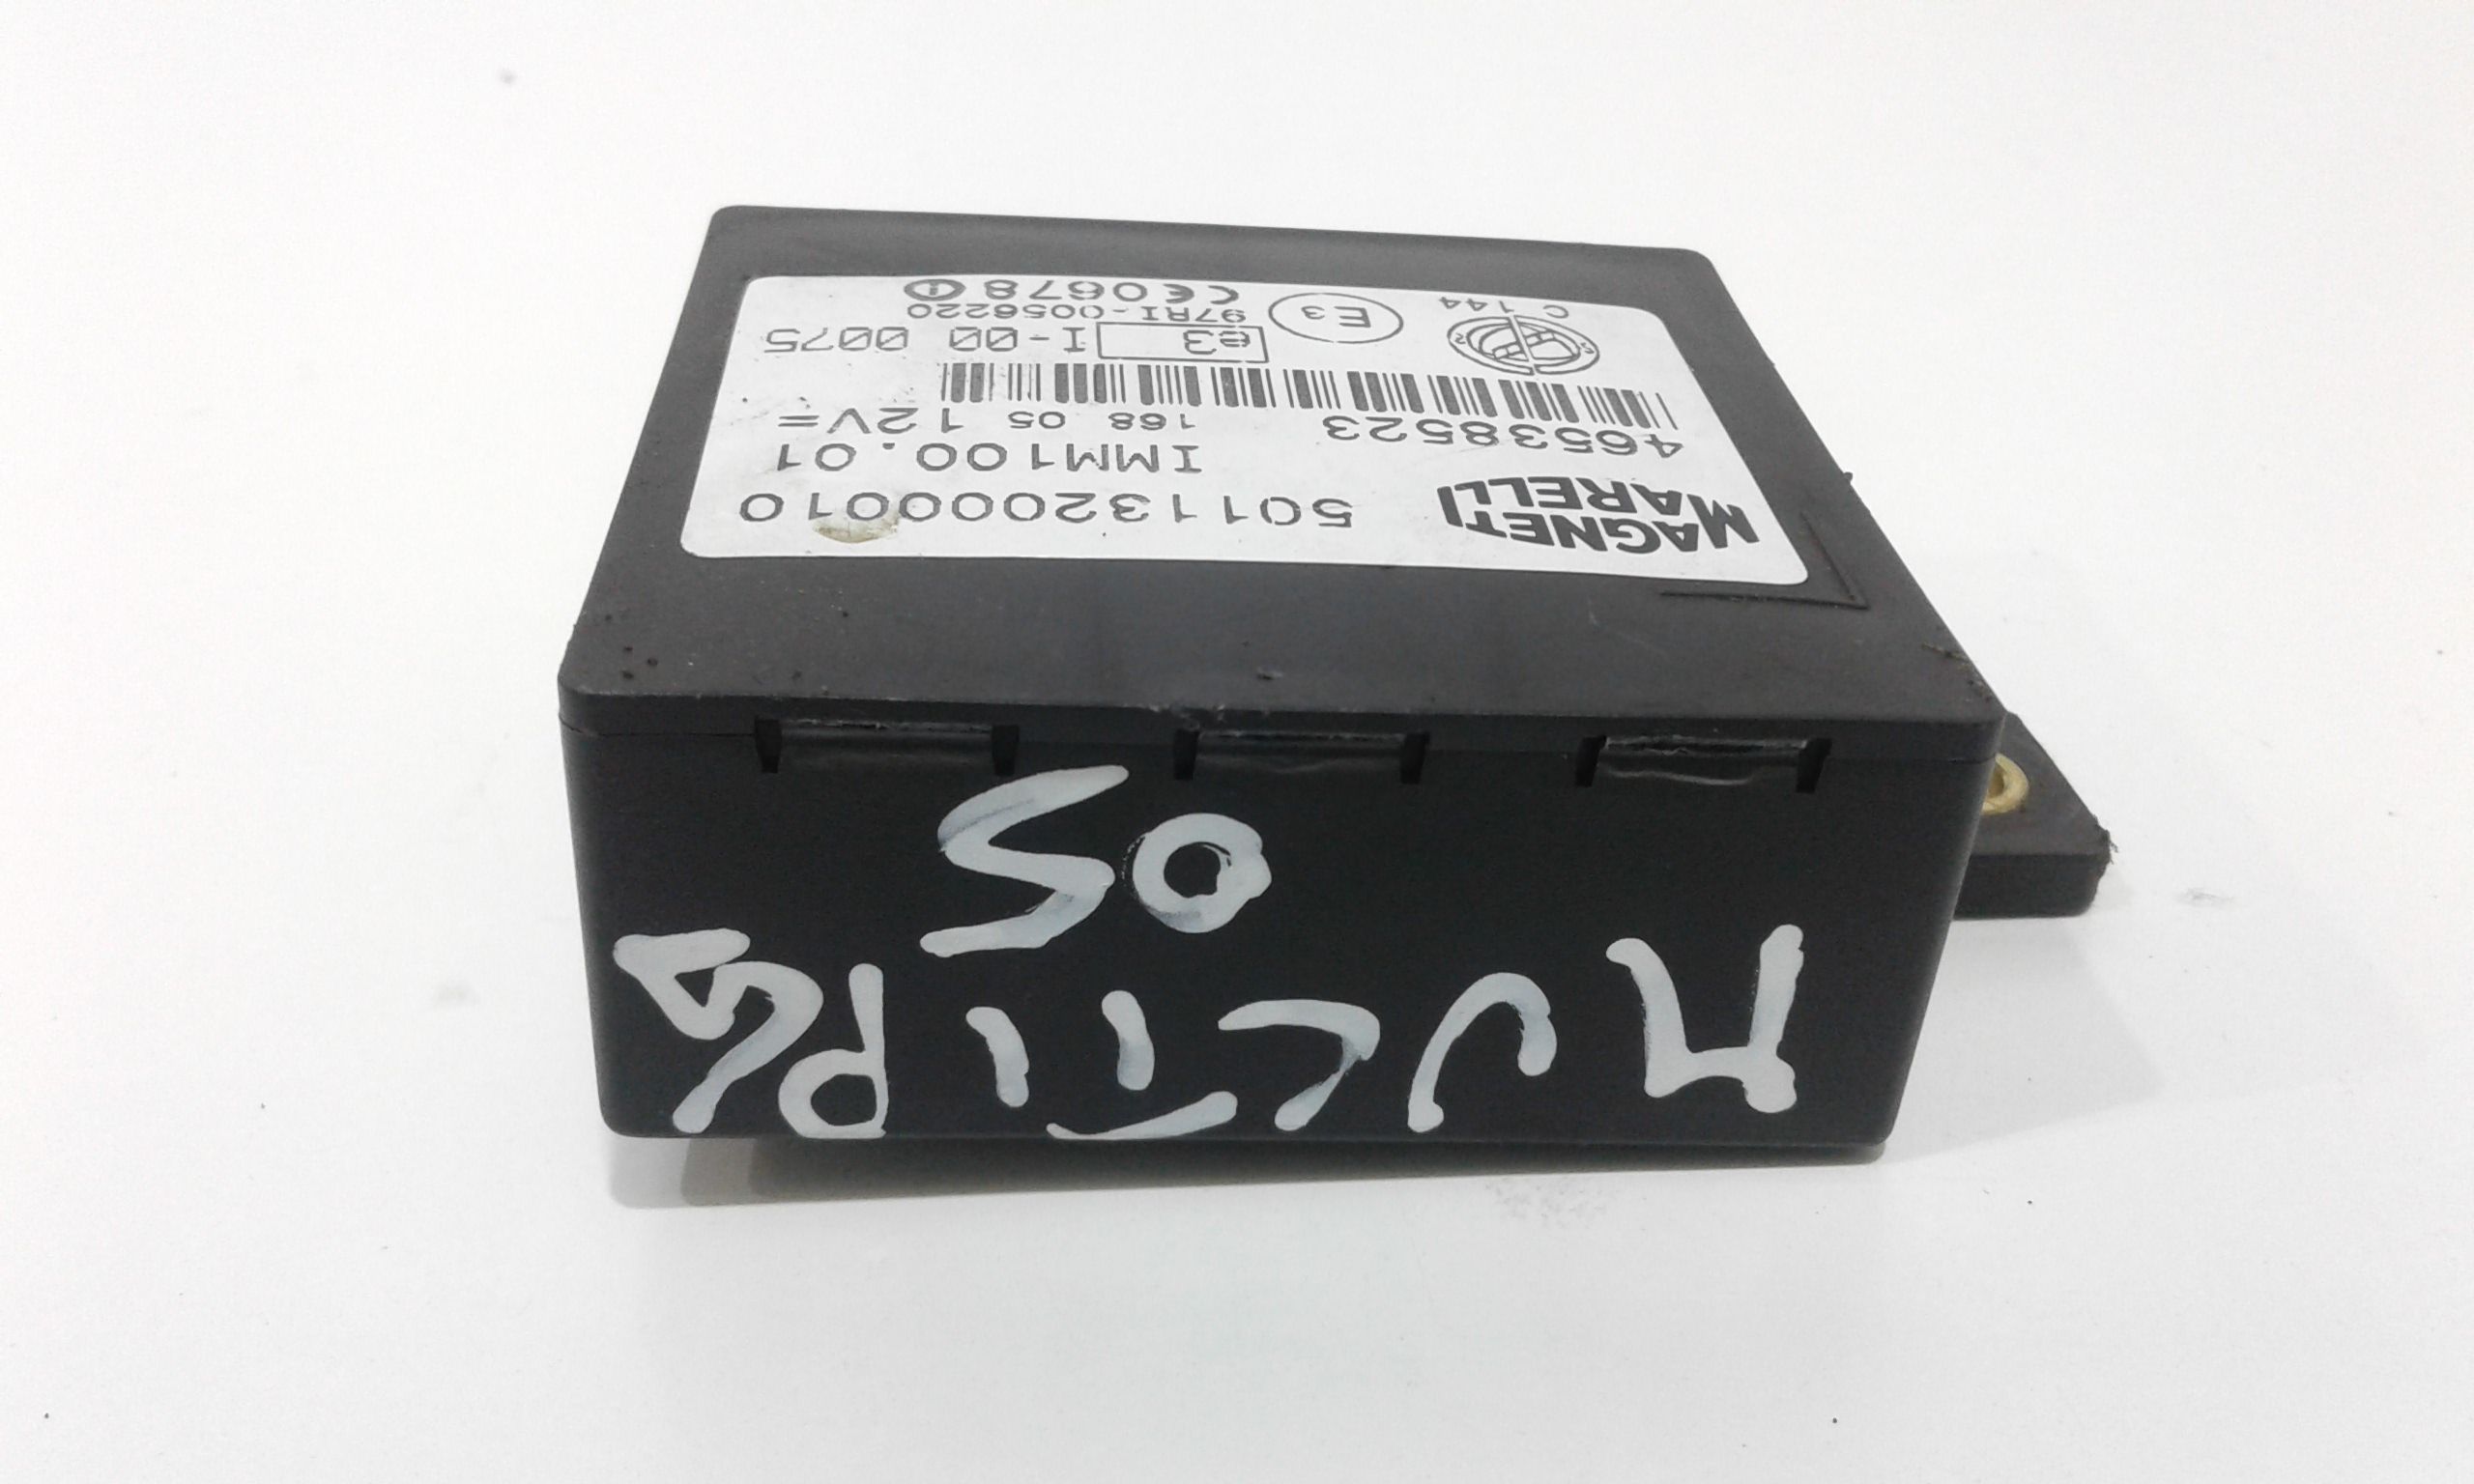 MAGNETI
MARELLI
501132000010
IMM100.01
46538523
168 05 12V=
e3 I-00 0075
97RI-0056220
E3
CE0678
C 144
MULTIPLA
05